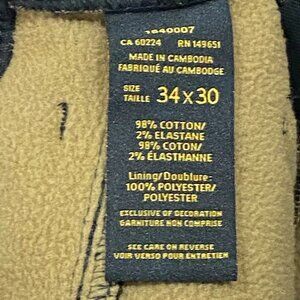 1840007
CA 60224 RN 149651
MADE IN CAMBODIA
FABRIQUÉ AU CAMBODGE
SIZE
TAILLE 34x30
98% COTTON/
2% ELASTANE
98% COTON/
2% ÉLASTHANNE
Lining/Doublure:
100% POLYESTER/
POLYESTER
EXCLUSIVE OF DECORATION
GARNITURE NON COMPRISE
SEE CARE ON REVERSE
VOIR VERSO POUR ENTRETIEN